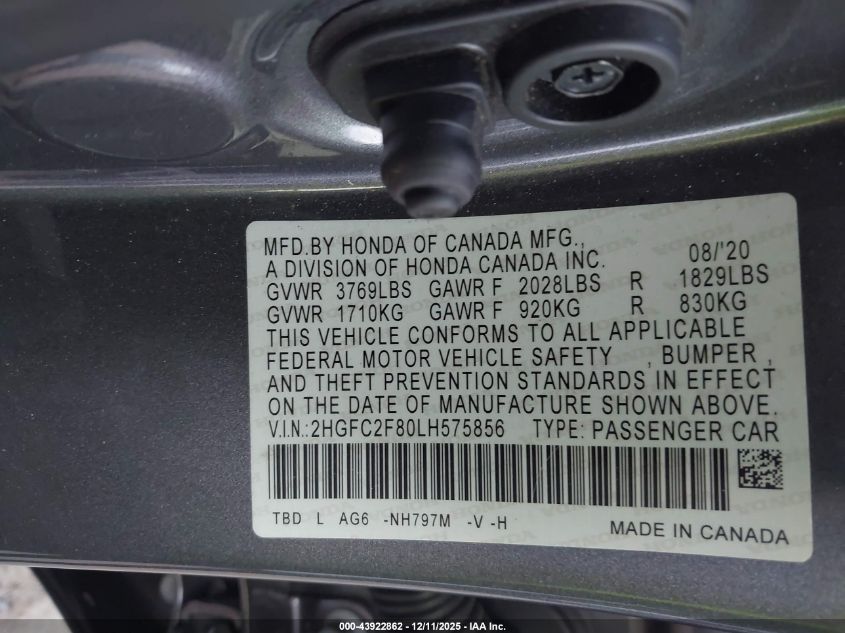 MFD.BY HONDA OF CANADA MFG., 08/'20
A DIVISION OF HONDA CANADA INC.
GVWR 3769LBS GAWR F 2028LBS R 1829LBS
GVWR 1710KG GAWR F 920KG R 830KG
THIS VEHICLE CONFORMS TO ALL APPLICABLE
FEDERAL MOTOR VEHICLE SAFETY , BUMPER ,
AND THEFT PREVENTION STANDARDS IN EFFECT
ON THE DATE OF MANUFACTURE SHOWN ABOVE.
V.I.N.:2HGFC2F80LH575856 TYPE: PASSENGER CAR
TBD L AG6 -NH797M -V -H MADE IN CANADA
000-43922862 - 12/11/2025 - IAA Inc.